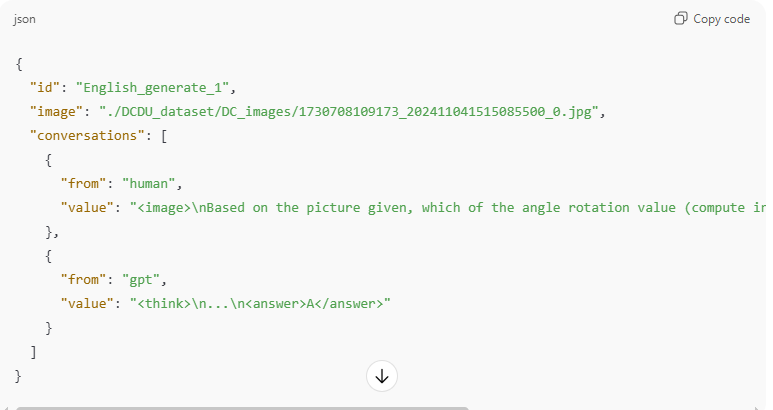 json
Copy code
{
"id": "English_generate_1",
"image": "./DCDU_dataset/DC_images/1730708109173_202411041515085500_0.jpg",
"conversations": [
{
"from": "human",
"value": "<image>\nBased on the picture given, which of the angle rotation value (compute in
},
{
"from": "gpt",
"value": "<think>\n...\n<answer>A</answer>"
}
]
}